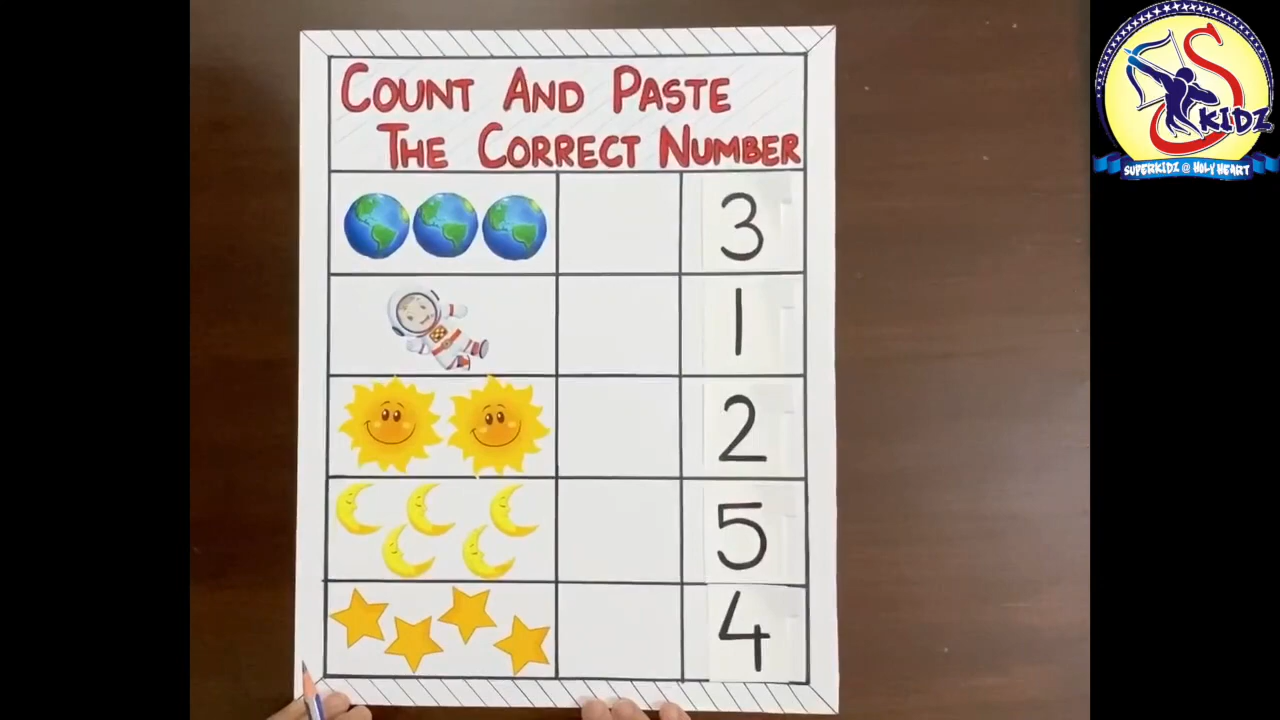 COUNT AND PASTE
THE CORRECT NUMBER
3
1
2
5
4
S
KIDZ
SUPERKIDZ @ HOLY HEART